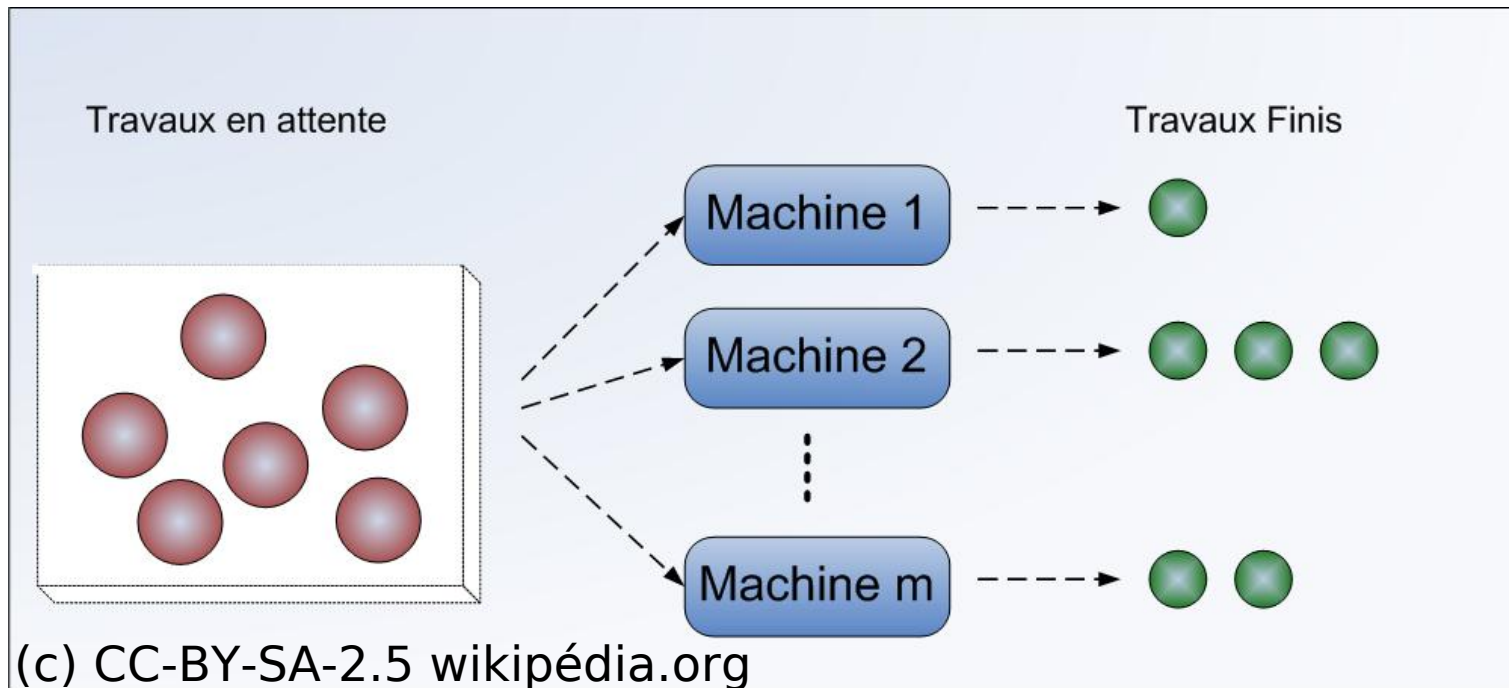 Travaux en attente
Travaux Finis
Machine 1
Machine 2
Machine m
(c) CC-BY-SA-2.5 wikipédia.org